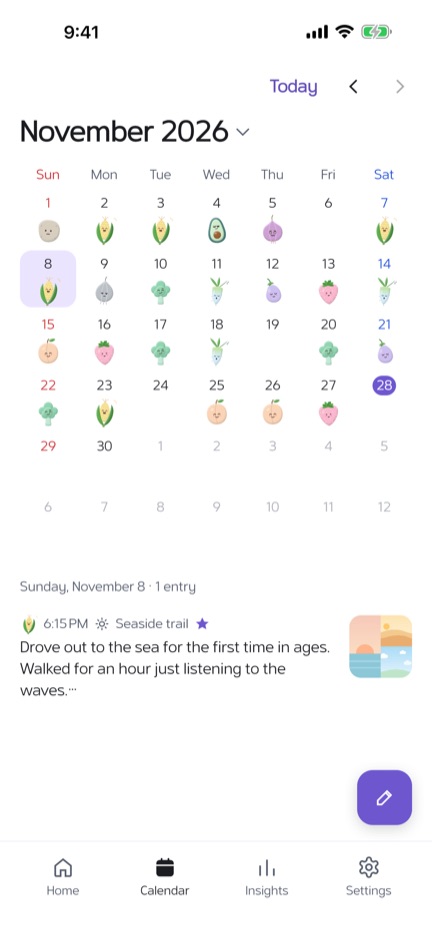 9:41
Today
November 2026
Sun Mon Tue Wed Thu Fri Sat
1 2 3 4 5 6 7
8 9 10 11 12 13 14
15 16 17 18 19 20 21
22 23 24 25 26 27 28
29 30 1 2 3 4 5
6 7 8 9 10 11 12
Sunday, November 8 · 1 entry
6:15 PM Seaside trail
Drove out to the sea for the first time in ages.
Walked for an hour just listening to the
waves.…
Home Calendar Insights Settings